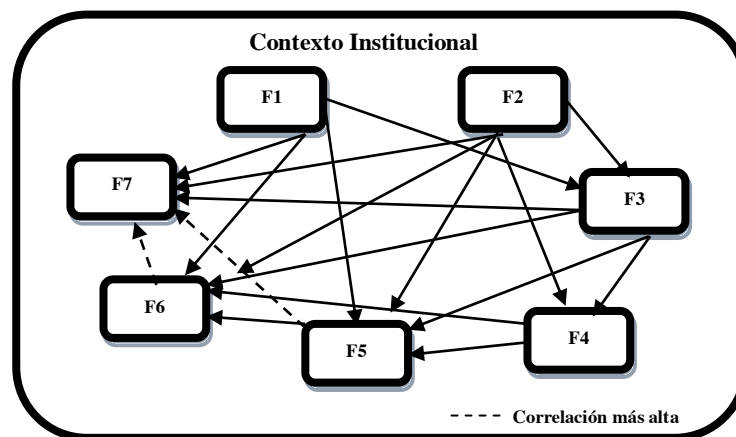 Contexto Institucional
F1
F2
F7
F3
F6
F5
F4
Correlación más alta